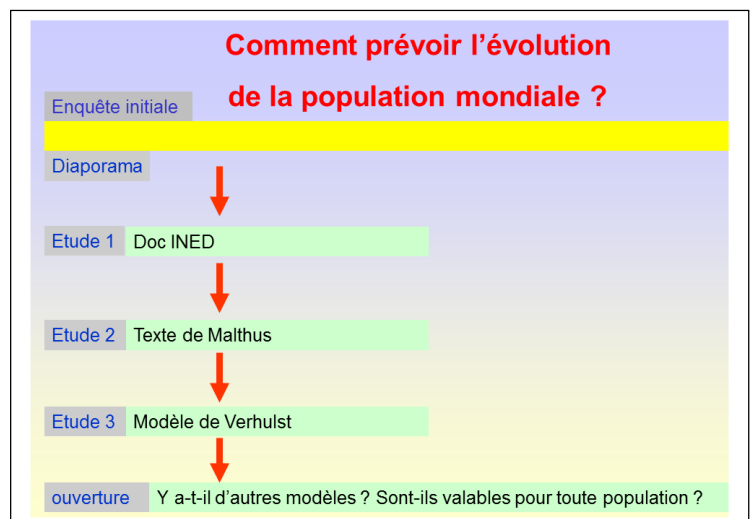 Comment prévoir l’évolution
de la population mondiale ?
Enquête initiale
Diaporama
Etude 1 Doc INED
Etude 2 Texte de Malthus
Etude 3 Modèle de Verhulst
ouverture Y a-t-il d’autres modèles ? Sont-ils valables pour toute population ?